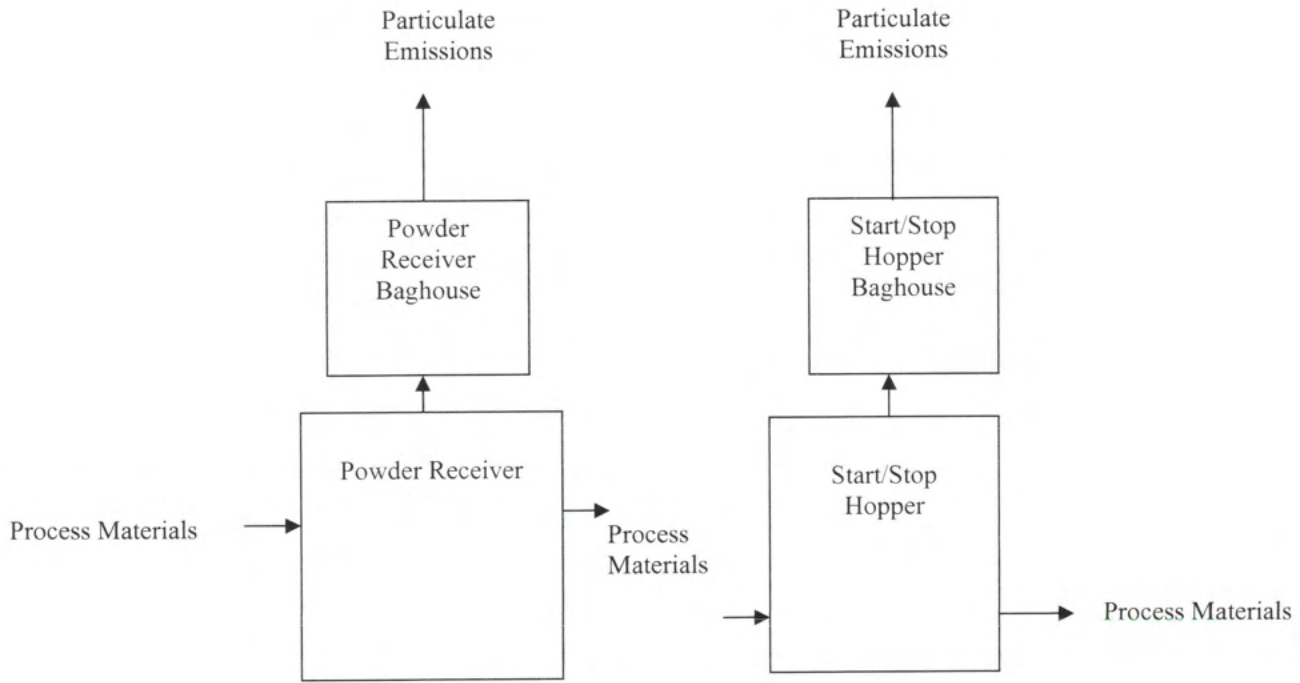 Particulate
Emissions
Particulate
Emissions
Powder
Receiver
Baghouse
Start/Stop
Hopper
Baghouse
Powder Receiver
Start/Stop
Hopper
Process Materials
Process
Materials
Process Materials